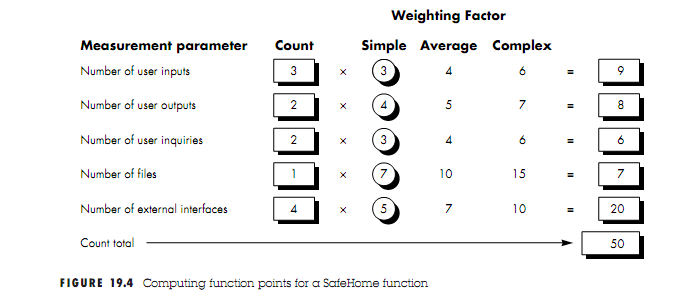 Weighting Factor
Measurement parameter Count Simple Average Complex
Number of user inputs 3 × 3 4 6 = 9
Number of user outputs 2 × 4 5 7 = 8
Number of user inquiries 2 × 3 4 6 = 6
Number of files 1 × 7 10 15 = 7
Number of external interfaces 4 × 5 7 10 = 20
Count total 50
FIGURE 19.4 Computing function points for a SafeHome function